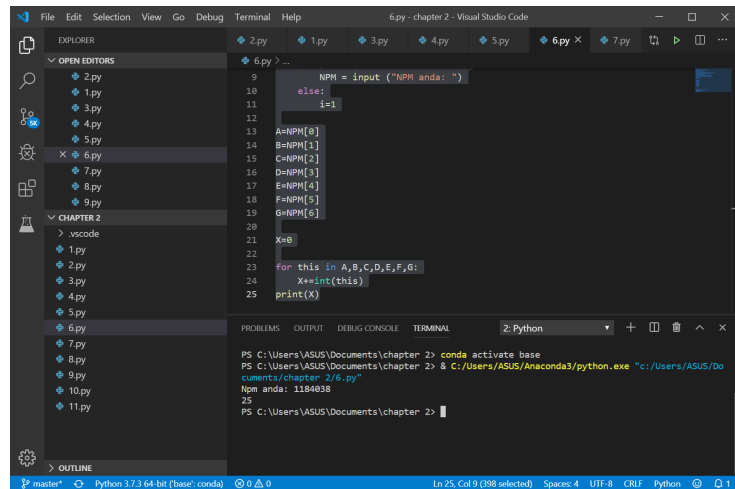 File Edit Selection View Go Debug Terminal Help 6.py - chapter 2 - Visual Studio Code
EXPLORER
OPEN EDITORS
2.py
1.py
3.py
4.py
5.py
6.py
7.py
8.py
9.py
CHAPTER 2
.vscode
1.py
2.py
3.py
4.py
5.py
6.py
7.py
8.py
9.py
10.py
11.py
OUTLINE
SK
2.py 1.py 3.py 4.py 5.py 6.py 7.py
6.py > ...
9 NPM = input ("NPM anda: ")
10 else:
11 i=1
12
13 A=NPM[0]
14 B=NPM[1]
15 C=NPM[2]
16 D=NPM[3]
17 E=NPM[4]
18 F=NPM[5]
19 G=NPM[6]
20
21 X=0
22
23 for this in A,B,C,D,E,F,G:
24 X+=int(this)
25 print(X)
PROBLEMS OUTPUT DEBUG CONSOLE TERMINAL 2: Python
PS C:\Users\ASUS\Documents\chapter 2> conda activate base
PS C:\Users\ASUS\Documents\chapter 2> & C:/Users/ASUS/Anaconda3/python.exe "c:/Users/ASUS/Do
cuments/chapter 2/6.py"
Npm anda: 1184038
25
PS C:\Users\ASUS\Documents\chapter 2>
master* Python 3.7.3 64-bit ('base': conda) 0 0 Ln 25, Col 9 (398 selected) Spaces: 4 UTF-8 CRLF Python 1